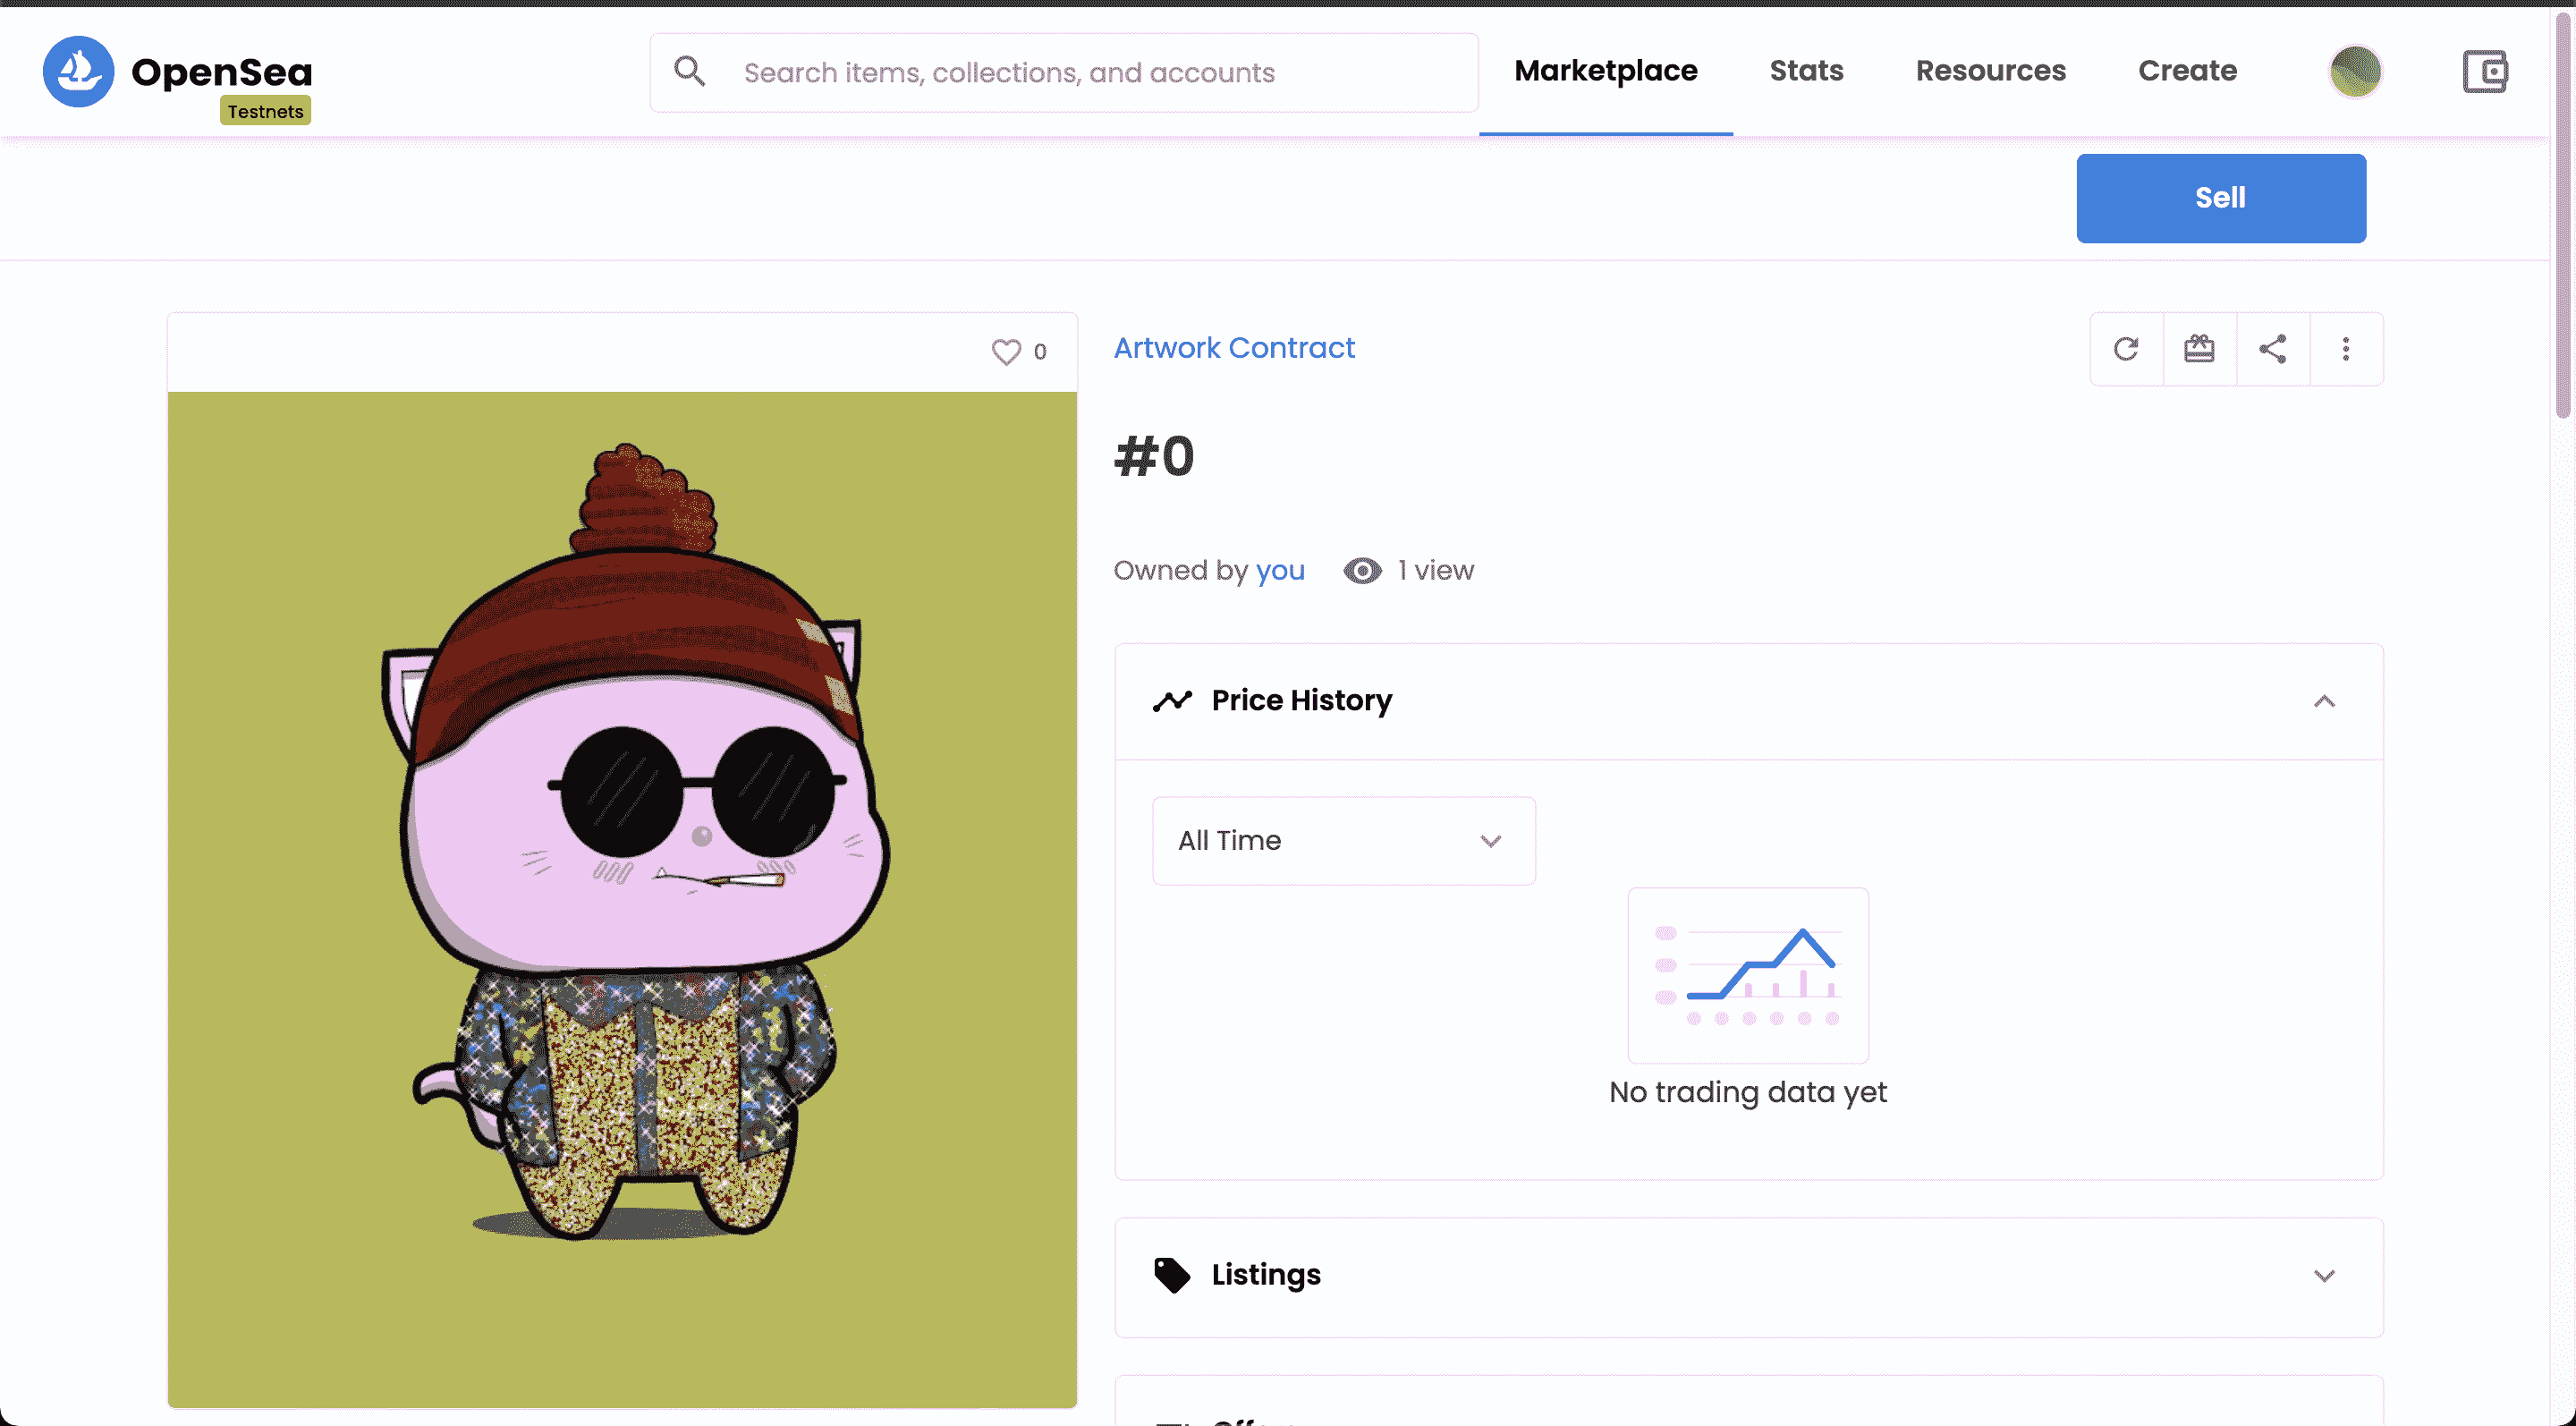 OpenSea
Testnets
Search items, collections, and accounts
Marketplace
Stats
Resources
Create
Sell
0
Artwork Contract
#0
Owned by you
1 view
Price History
All Time
No trading data yet
Listings